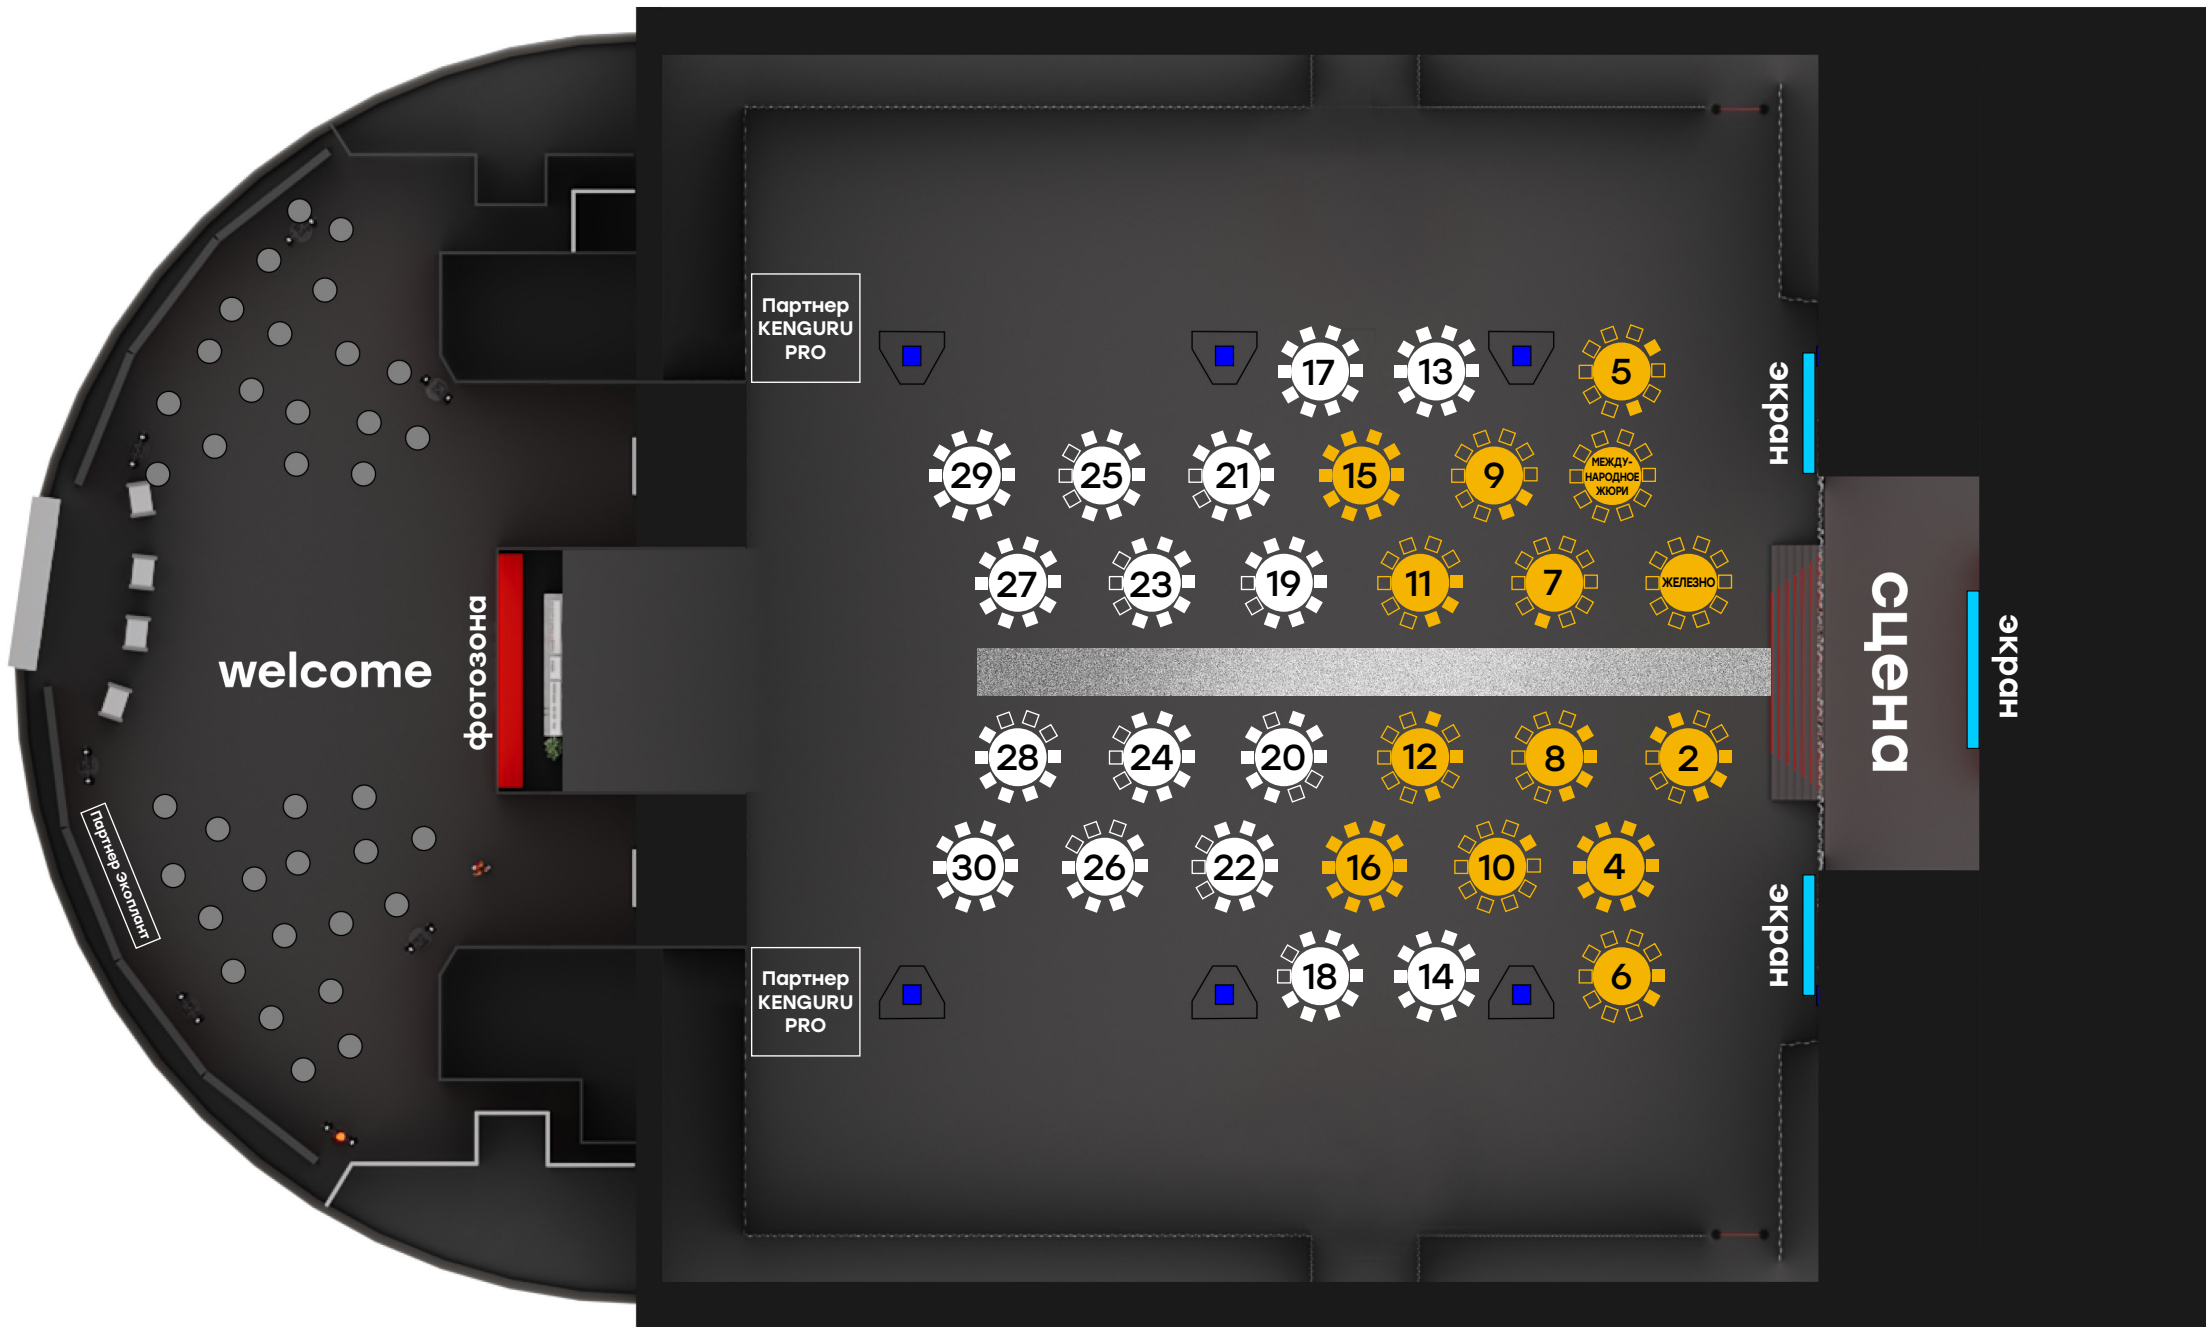 Партнер
KENGURU
PRO
17
13
5
экран
29
25
21
15
9
МЕЖДУ-
НАРОДНОЕ
ЖЮРИ
27
23
19
11
7
ЖЕЛЕЗНО
welcome
фотозона
сцена
экран
28
24
20
12
8
2
Партнер Экоплант
30
26
22
16
10
4
экран
Партнер
KENGURU
PRO
18
14
6